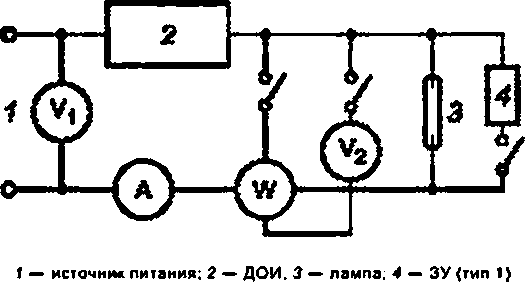 2
1
V1
V2
3
4
A
W
1 — источник питания; 2 — ДОИ, 3 — лампа, 4 — ЗУ (тип 1)